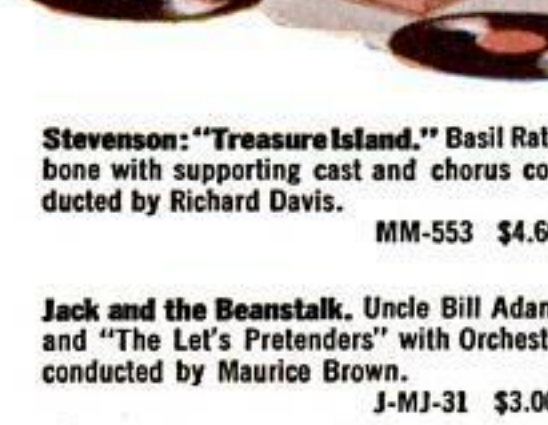 Stevenson: "Treasure Island." Basil Rat
bone with supporting cast and chorus co
ducted by Richard Davis.
MM-553 $4.6
Jack and the Beanstalk. Uncle Bill Adam
and "The Let's Pretenders" with Orchest
conducted by Maurice Brown.
J-MJ-31 $3.00